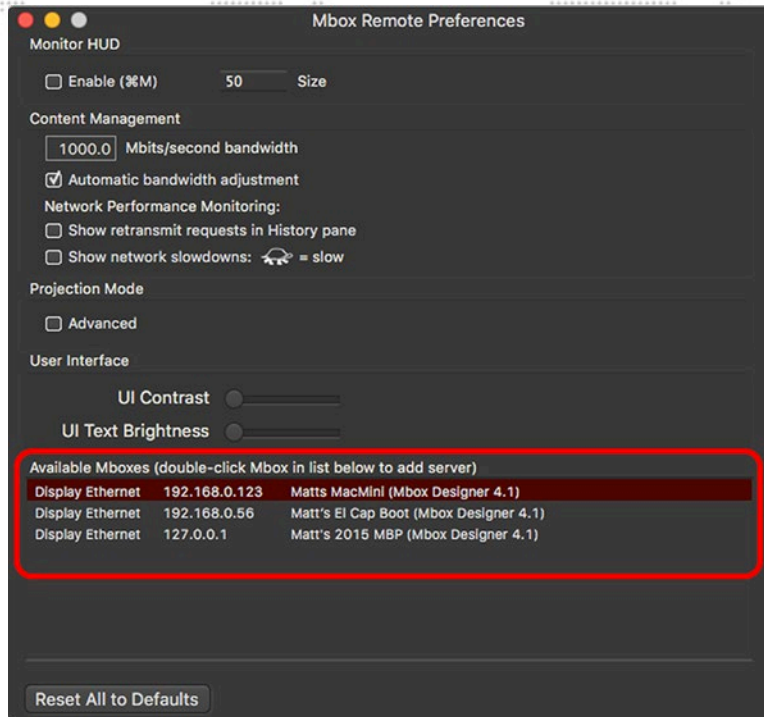 Mbox Remote Preferences
Monitor HUD
Enable (⌘M) 50 Size
Content Management
1000.0 Mbits/second bandwidth
Automatic bandwidth adjustment
Network Performance Monitoring:
Show retransmit requests in History pane
Show network slowdowns: = slow
Projection Mode
Advanced
User Interface
UI Contrast
UI Text Brightness
Available Mboxes (double-click Mbox in list below to add server)
Display Ethernet 192.168.0.123 Matts MacMini (Mbox Designer 4.1)
Display Ethernet 192.168.0.56 Matt's El Cap Boot (Mbox Designer 4.1)
Display Ethernet 127.0.0.1 Matt's 2015 MBP (Mbox Designer 4.1)
Reset All to Defaults